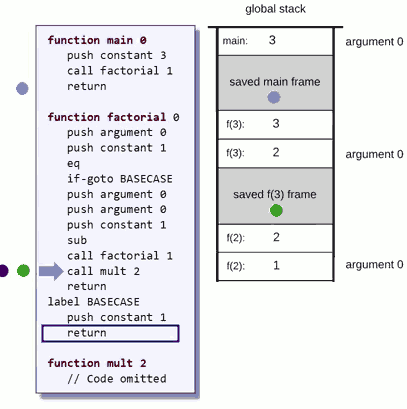 function main 0
push constant 3
call factorial 1
return
function factorial 0
push argument 0
push constant 1
eq
if-goto BASECASE
push argument 0
push argument 0
push constant 1
sub
call factorial 1
call mult 2
return
label BASECASE
push constant 1
return
function mult 2
// Code omitted
global stack
main: 3 argument 0
saved main frame
f(3): 3
f(3): 2 argument 0
saved f(3) frame
f(2): 2
f(2): 1 argument 0